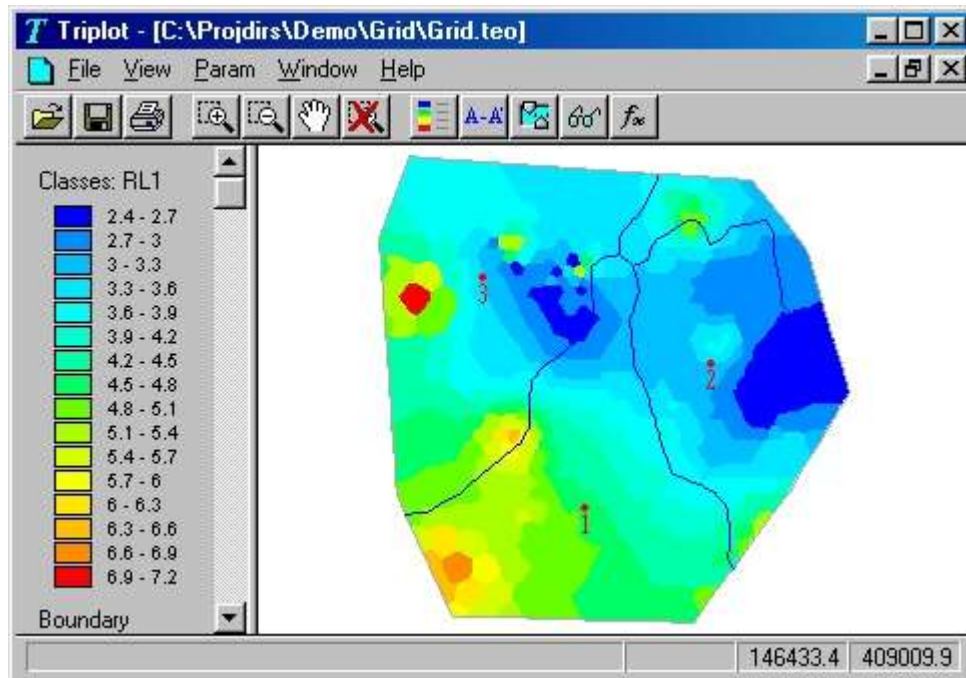 Triplot - [C:\Projdirs\Demo\Grid\Grid.teo]
File View Param Window Help
A-A'
Classes: RL1
2.4 - 2.7
2.7 - 3
3 - 3.3
3.3 - 3.6
3.6 - 3.9
3.9 - 4.2
4.2 - 4.5
4.5 - 4.8
4.8 - 5.1
5.1 - 5.4
5.4 - 5.7
5.7 - 6
6 - 6.3
6.3 - 6.6
6.6 - 6.9
6.9 - 7.2
Boundary
3
2
1
146433.4 409009.9